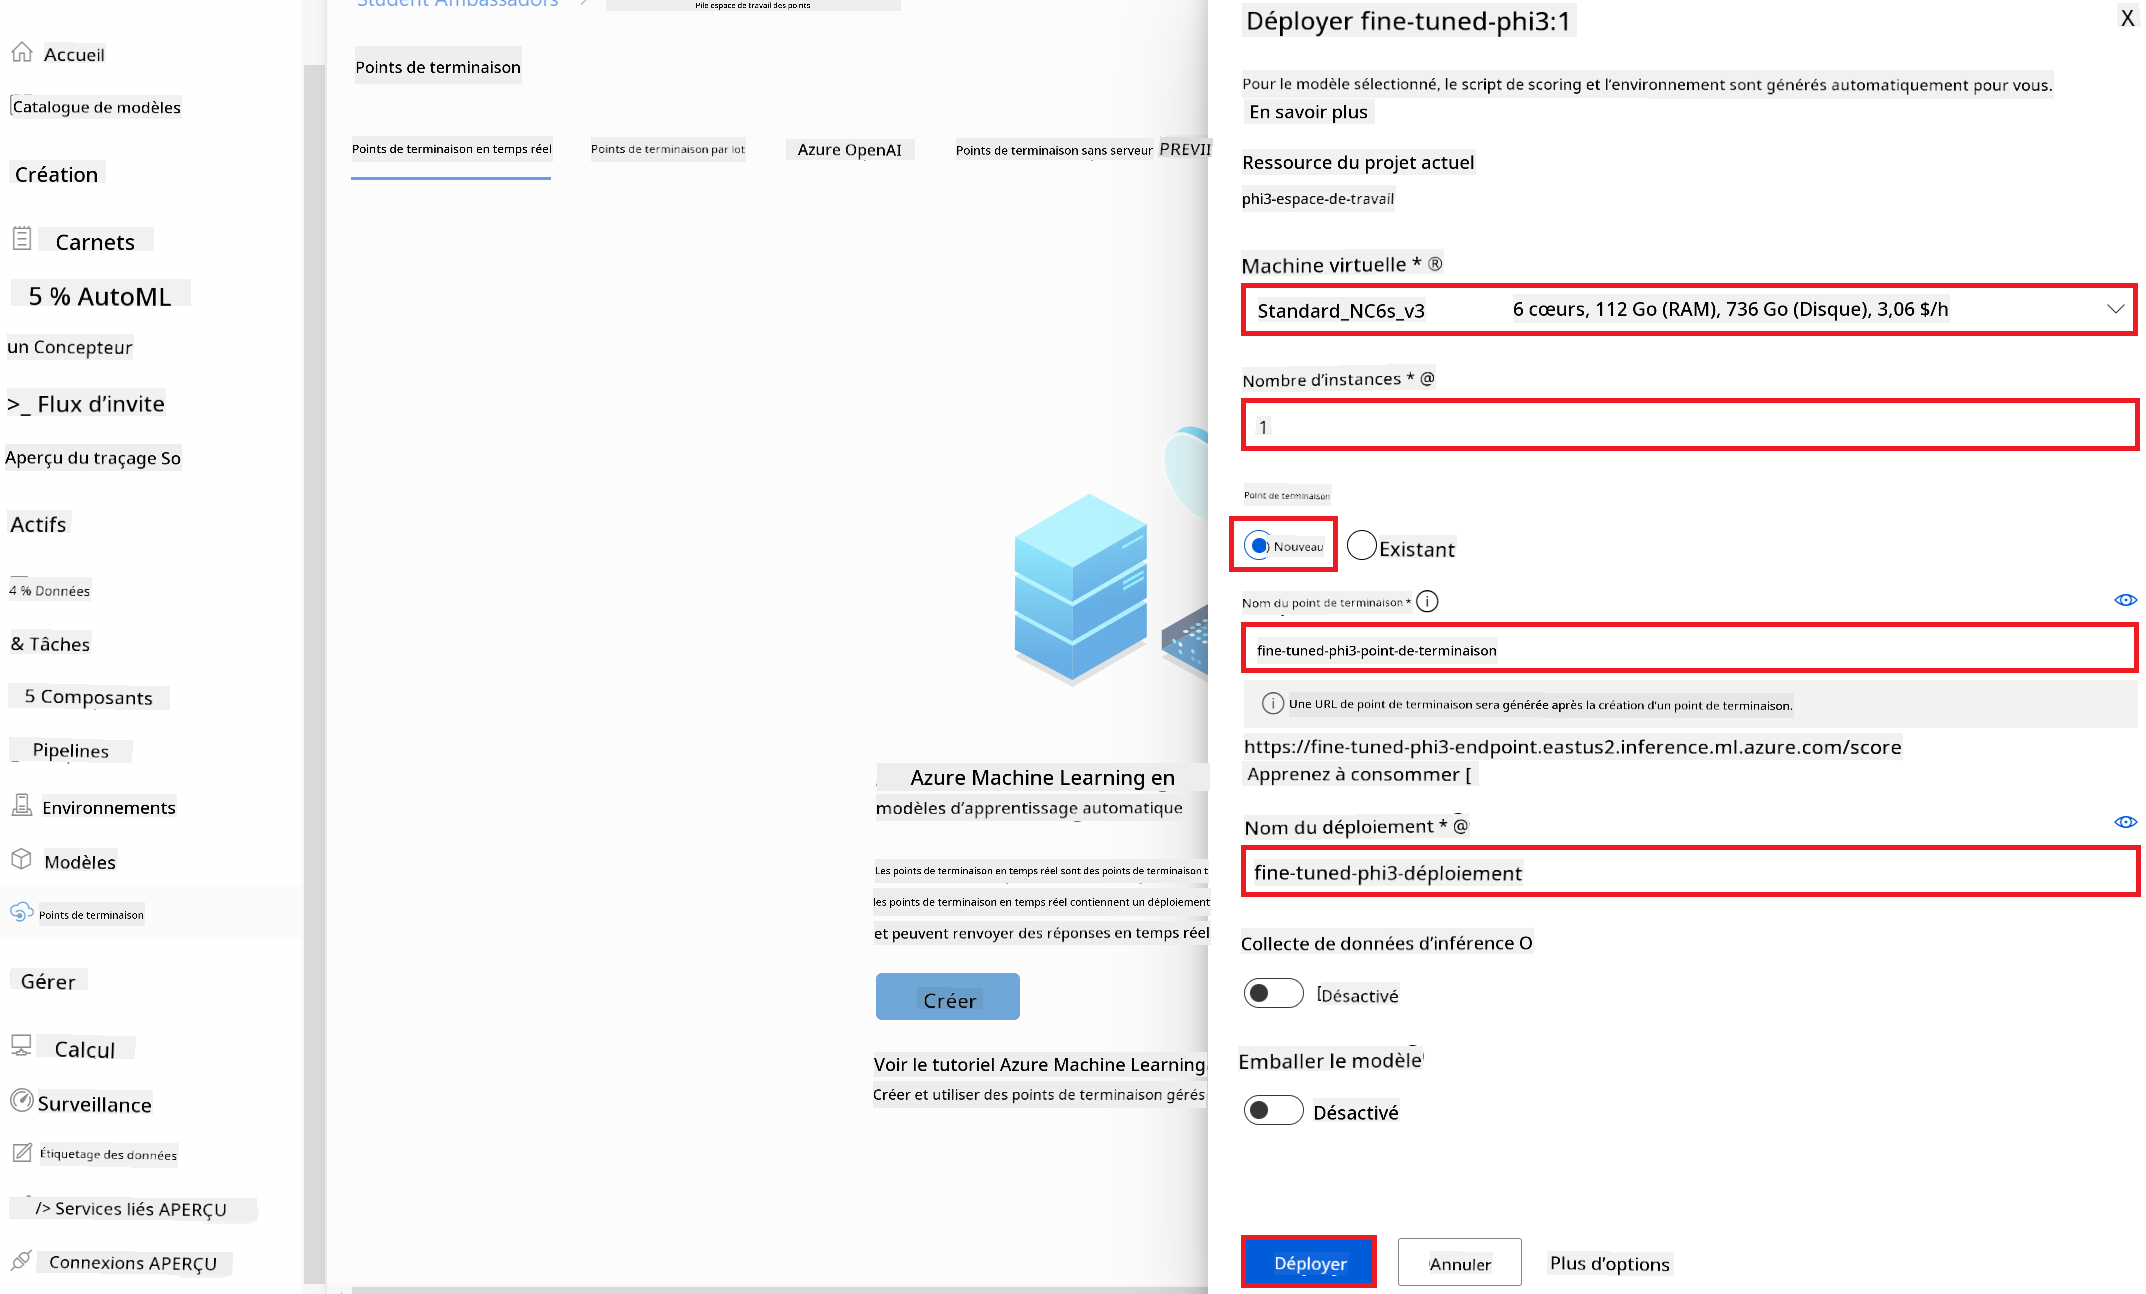 Accueil
Catalogue de modèles
Création
Carnets
5 % AutoML
un Concepteur
>_ Flux d'invite
Aperçu du traçage So
Actifs
4 % Données
& Tâches
5 Composants
Pipelines
Environnements
Modèles
Points de terminaison
Gérer
Calcul
Surveillance
Étiquetage des données
/> Services liés APERÇU
Connexions APERÇU
Student Ambassadors > Pile espace de travail des points
Points de terminaison
Points de terminaison en temps réel
Points de terminaison par lot
Azure OpenAI
Points de terminaison sans serveur PREVII
Azure Machine Learning en
modèles d'apprentissage automatique
Les points de terminaison en temps réel sont des points de terminaison t
les points de terminaison en temps réel contiennent un déploiement
et peuvent renvoyer des réponses en temps réel
Créer
Voir le tutoriel Azure Machine Learning
Créer et utiliser des points de terminaison gérés
Déployer fine-tuned-phi3:1
X
Pour le modèle sélectionné, le script de scoring et l'environnement sont générés automatiquement pour vous.
En savoir plus
Ressource du projet actuel
phi3-espace-de-travail
Machine virtuelle * ®
Standard_NC6s_v3 6 cœurs, 112 Go (RAM), 736 Go (Disque), 3,06 $/h
Nombre d'instances * @
1
Point de terminaison
) Nouveau
Existant
Nom du point de terminaison *
fine-tuned-phi3-point-de-terminaison
Une URL de point de terminaison sera générée après la création d'un point de terminaison.
https://fine-tuned-phi3-endpoint.eastus2.inference.ml.azure.com/score
Apprenez à consommer [
Nom du déploiement * @
fine-tuned-phi3-déploiement
Collecte de données d'inférence O
[Désactivé
Emballer le modèle
Désactivé
Déployer
Annuler
Plus d'options